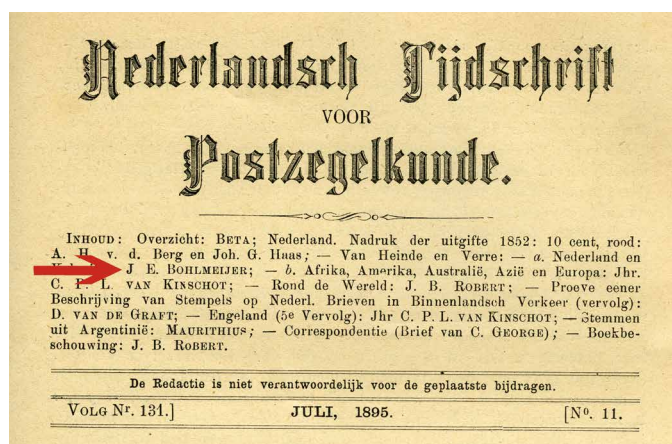 Nederlandsch Tijdschrift
VOOR
Postzegelkunde.
INHOUD: Overzicht: BETA; Nederland. Nadruk der uitgifte 1852: 10 cent, rood:
A. H. v. d. Berg en Joh. G. Haas; — Van Heinde en Verre: — a. Nederland en
J E. BOHLMEIJER; — b. Afrika, Amerika, Australië, Azië en Europa: Jhr.
C. P. L. VAN KINSCHOT; — Rond de Wereld: J. B. ROBERT; — Proeve eener
Beschrijving van Stempels op Nederl. Brieven in Binnenlandsch Verkeer (vervolg):
D. VAN DE GRAFT; — Engeland (5e Vervolg): Jhr C. P. L. VAN KINSCHOT; — Stemmen
uit Argentinië: MAURITHIUS; — Correspondentie (Brief van C. GEORGE); — Boekbe-
schouwing: J. B. ROBERT.
De Redactie is niet verantwoordelijk voor de geplaatste bijdragen.
VOLG Nr. 131.] JULI, 1895. [No. 11.